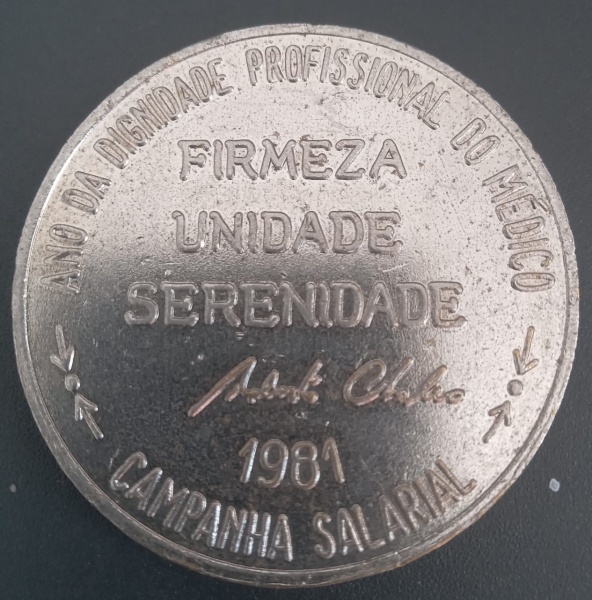 ANO DA DIGNIDADE PROFISSIONAL DO MÉDICO
FIRMEZA
UNIDADE
SERENIDADE
1981
CAMPANHA SALARIAL